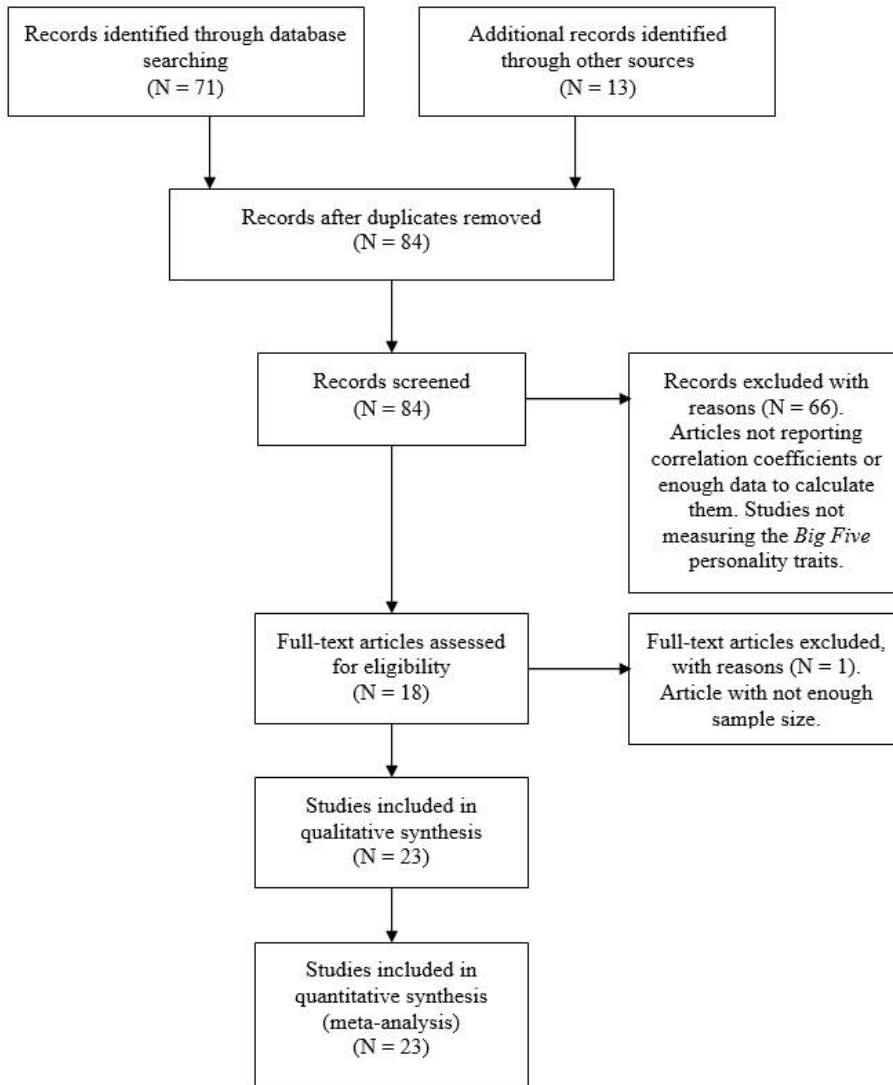 Records identified through database
searching
(N = 71)
Additional records identified
through other sources
(N = 13)
Records after duplicates removed
(N = 84)
Records screened
(N = 84)
Records excluded with
reasons (N = 66).
Articles not reporting
correlation coefficients or
enough data to calculate
them. Studies not
measuring the Big Five
personality traits.
Full-text articles assessed
for eligibility
(N = 18)
Full-text articles excluded,
with reasons (N = 1).
Article with not enough
sample size.
Studies included in
qualitative synthesis
(N = 23)
Studies included in
quantitative synthesis
(meta-analysis)
(N = 23)